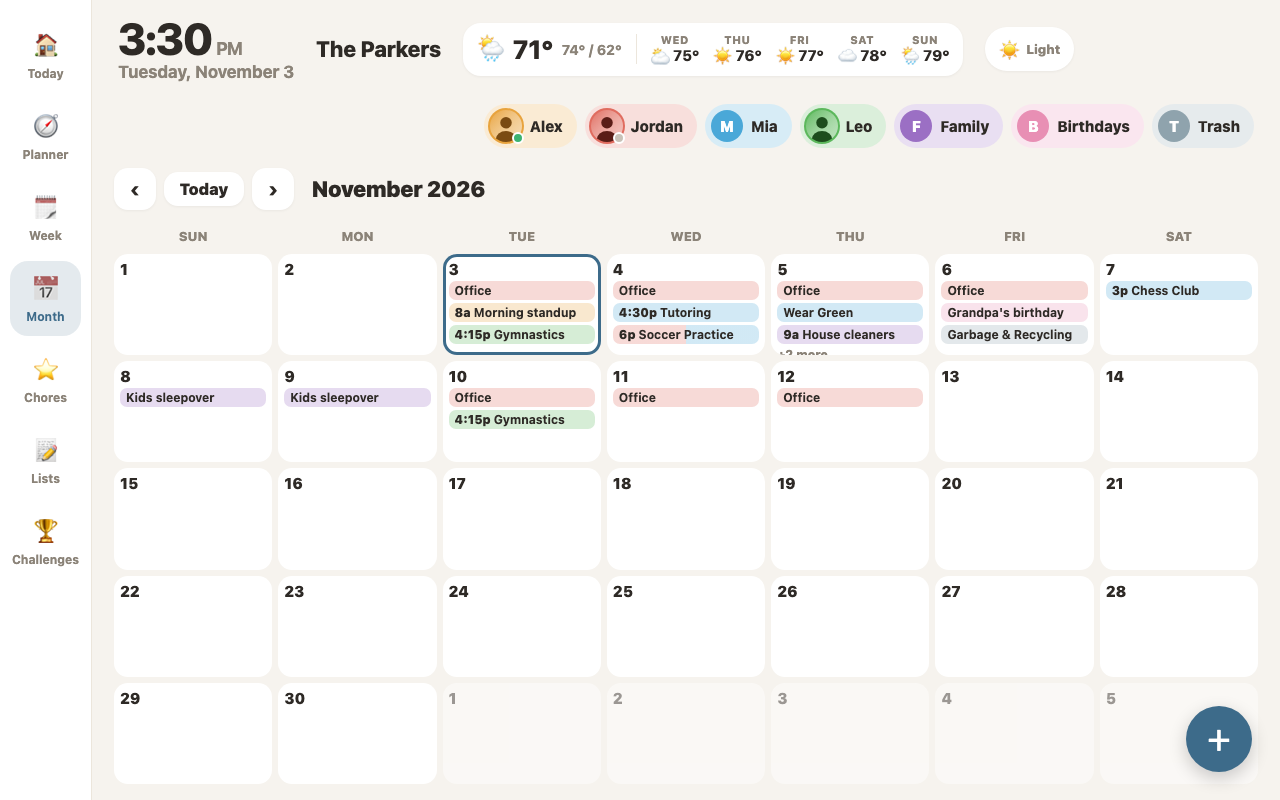 3:30 PM
Tuesday, November 3
The Parkers
71° 74° / 62°
WED 75°
THU 76°
FRI 77°
SAT 78°
SUN 79°
Light
Today
Planner
Week
17
Month
Chores
Lists
Challenges
Alex
Jordan
M Mia
Leo
F Family
B Birthdays
T Trash
‹ Today › November 2026
SUN MON TUE WED THU FRI SAT
1
2
3
Office
8a Morning standup
4:15p Gymnastics
4
Office
4:30p Tutoring
6p Soccer Practice
5
Office
Wear Green
9a House cleaners
+2 more
6
Office
Grandpa's birthday
Garbage & Recycling
7
3p Chess Club
8
Kids sleepover
9
Kids sleepover
10
Office
4:15p Gymnastics
11
Office
12
Office
13
14
15 16 17 18 19 20 21
22 23 24 25 26 27 28
29 30 1 2 3 4 5
+